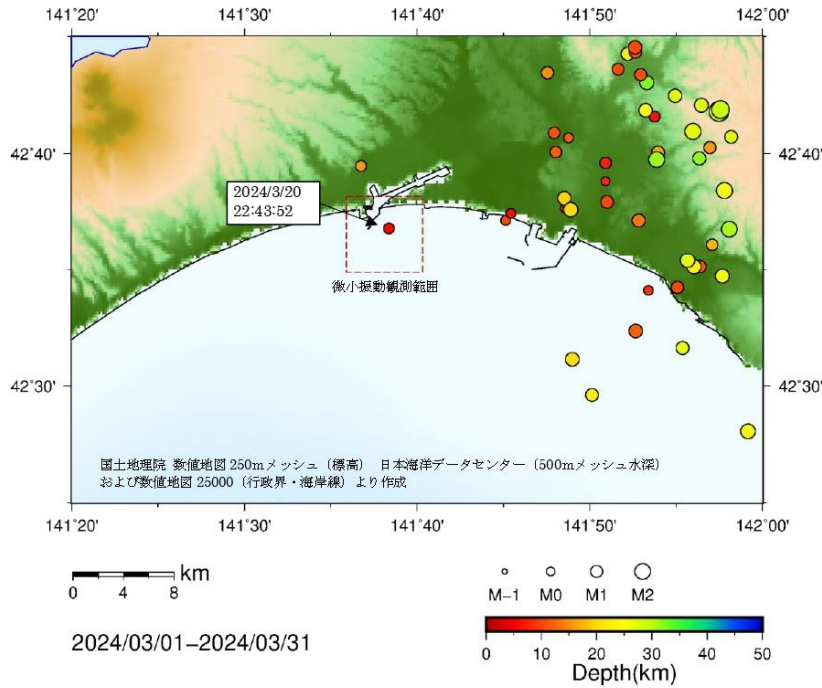 141°20' 141°30' 141°40' 141°50' 142°00'
42°40' 42°40'
2024/3/20
22:43:52
微小振動観測範囲
42°30' 42°30'
国土地理院 数値地図 250mメッシュ（標高） 日本海洋データセンター（500mメッシュ水深）
および数値地図 25000（行政界・海岸線）より作成
141°20' 141°30' 141°40' 141°50' 142°00'
km
0 4 8
M-1 M0 M1 M2
0 10 20 30 40 50
Depth(km)
2024/03/01-2024/03/31